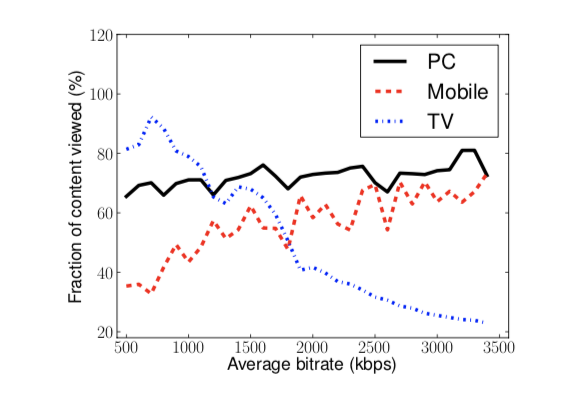 120
100
80
60
40
20
Fraction of content viewed (%)
PC
Mobile
TV
500 1000 1500 2000 2500 3000 3500
Average bitrate (kbps)